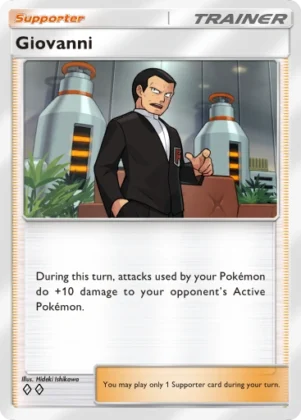 Supporter
TRAINER
Giovanni
During this turn, attacks used by your Pokémon
do +10 damage to your opponent's Active
Pokémon.
Illus. Hideki Ishikawa
You may play only 1 Supporter card during your turn.